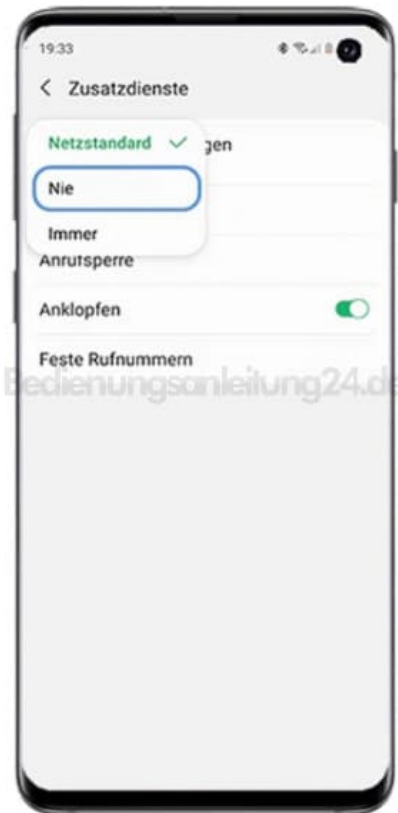 19:33
Zusatzdienste
Netzstandard
gen
Nie
Immer
Anrufsperre
Anklopfen
Feste Rufnummern
Bedienungsanleitung24.de